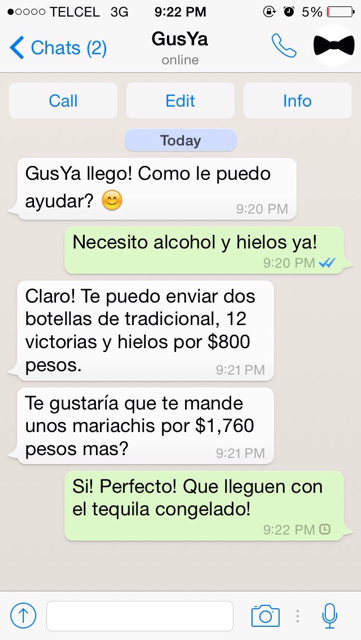 TELCEL 3G 9:22 PM 5%
Chats (2) GusYa
online
Call Edit Info
Today
GusYa llego! Como le puedo
ayudar? 😊
9:20 PM
Necesito alcohol y hielos ya!
9:20 PM
Claro! Te puedo enviar dos
botellas de tradicional, 12
victorias y hielos por $800
pesos.
9:21 PM
Te gustaría que te mande
unos mariachis por $1,760
pesos mas?
9:21 PM
Si! Perfecto! Que lleguen con
el tequila congelado!
9:22 PM